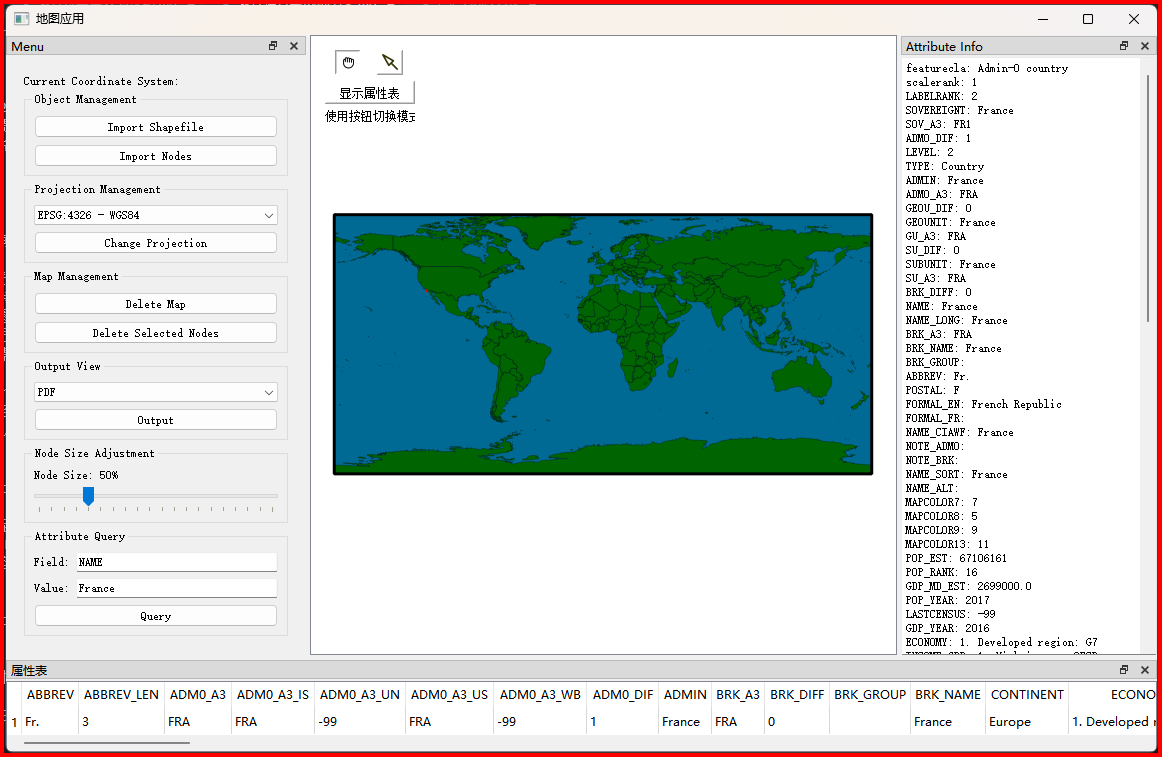 地图应用
Menu
Current Coordinate System:
Object Management
Import Shapefile
Import Nodes
Projection Management
EPSG:4326 - WGS84
Change Projection
Map Management
Delete Map
Delete Selected Nodes
Output View
PDF
Output
Node Size Adjustment
Node Size: 50%
Attribute Query
Field: NAME
Value: France
Query
显示属性表
使用按钮切换模式
Attribute Info
featurecla: Admin-0 country
scalerank: 1
LABELRANK: 2
SOVEREIGNT: France
SOV_A3: FR1
ADM0_DIF: 1
LEVEL: 2
TYPE: Country
ADMIN: France
ADM0_A3: FRA
GEOU_DIF: 0
GEOUNIT: France
GU_A3: FRA
SU_DIF: 0
SUBUNIT: France
SU_A3: FRA
BRK_DIFF: 0
NAME: France
NAME_LONG: France
BRK_A3: FRA
BRK_NAME: France
BRK_GROUP:
ABBREV: Fr.
POSTAL: F
FORMAL_EN: French Republic
FORMAL_FR:
NAME_CIAWF: France
NOTE_ADM0:
NOTE_BRK:
NAME_SORT: France
NAME_ALT:
MAPCOLOR7: 7
MAPCOLOR8: 5
MAPCOLOR9: 9
MAPCOLOR13: 11
POP_EST: 67106161
POP_RANK: 16
GDP_MD_EST: 2699000.0
POP_YEAR: 2017
LASTCENSUS: -99
GDP_YEAR: 2016
ECONOMY: 1. Developed region: G7
属性表
ABBREV ABBREV_LEN ADM0_A3 ADM0_A3_IS ADM0_A3_UN ADM0_A3_US ADM0_A3_WB ADM0_DIF ADMIN BRK_A3 BRK_DIFF BRK_GROUP BRK_NAME CONTINENT ECONO
1 Fr. 3 FRA FRA -99 FRA -99 1 France FRA 0 France Europe 1. Developed r